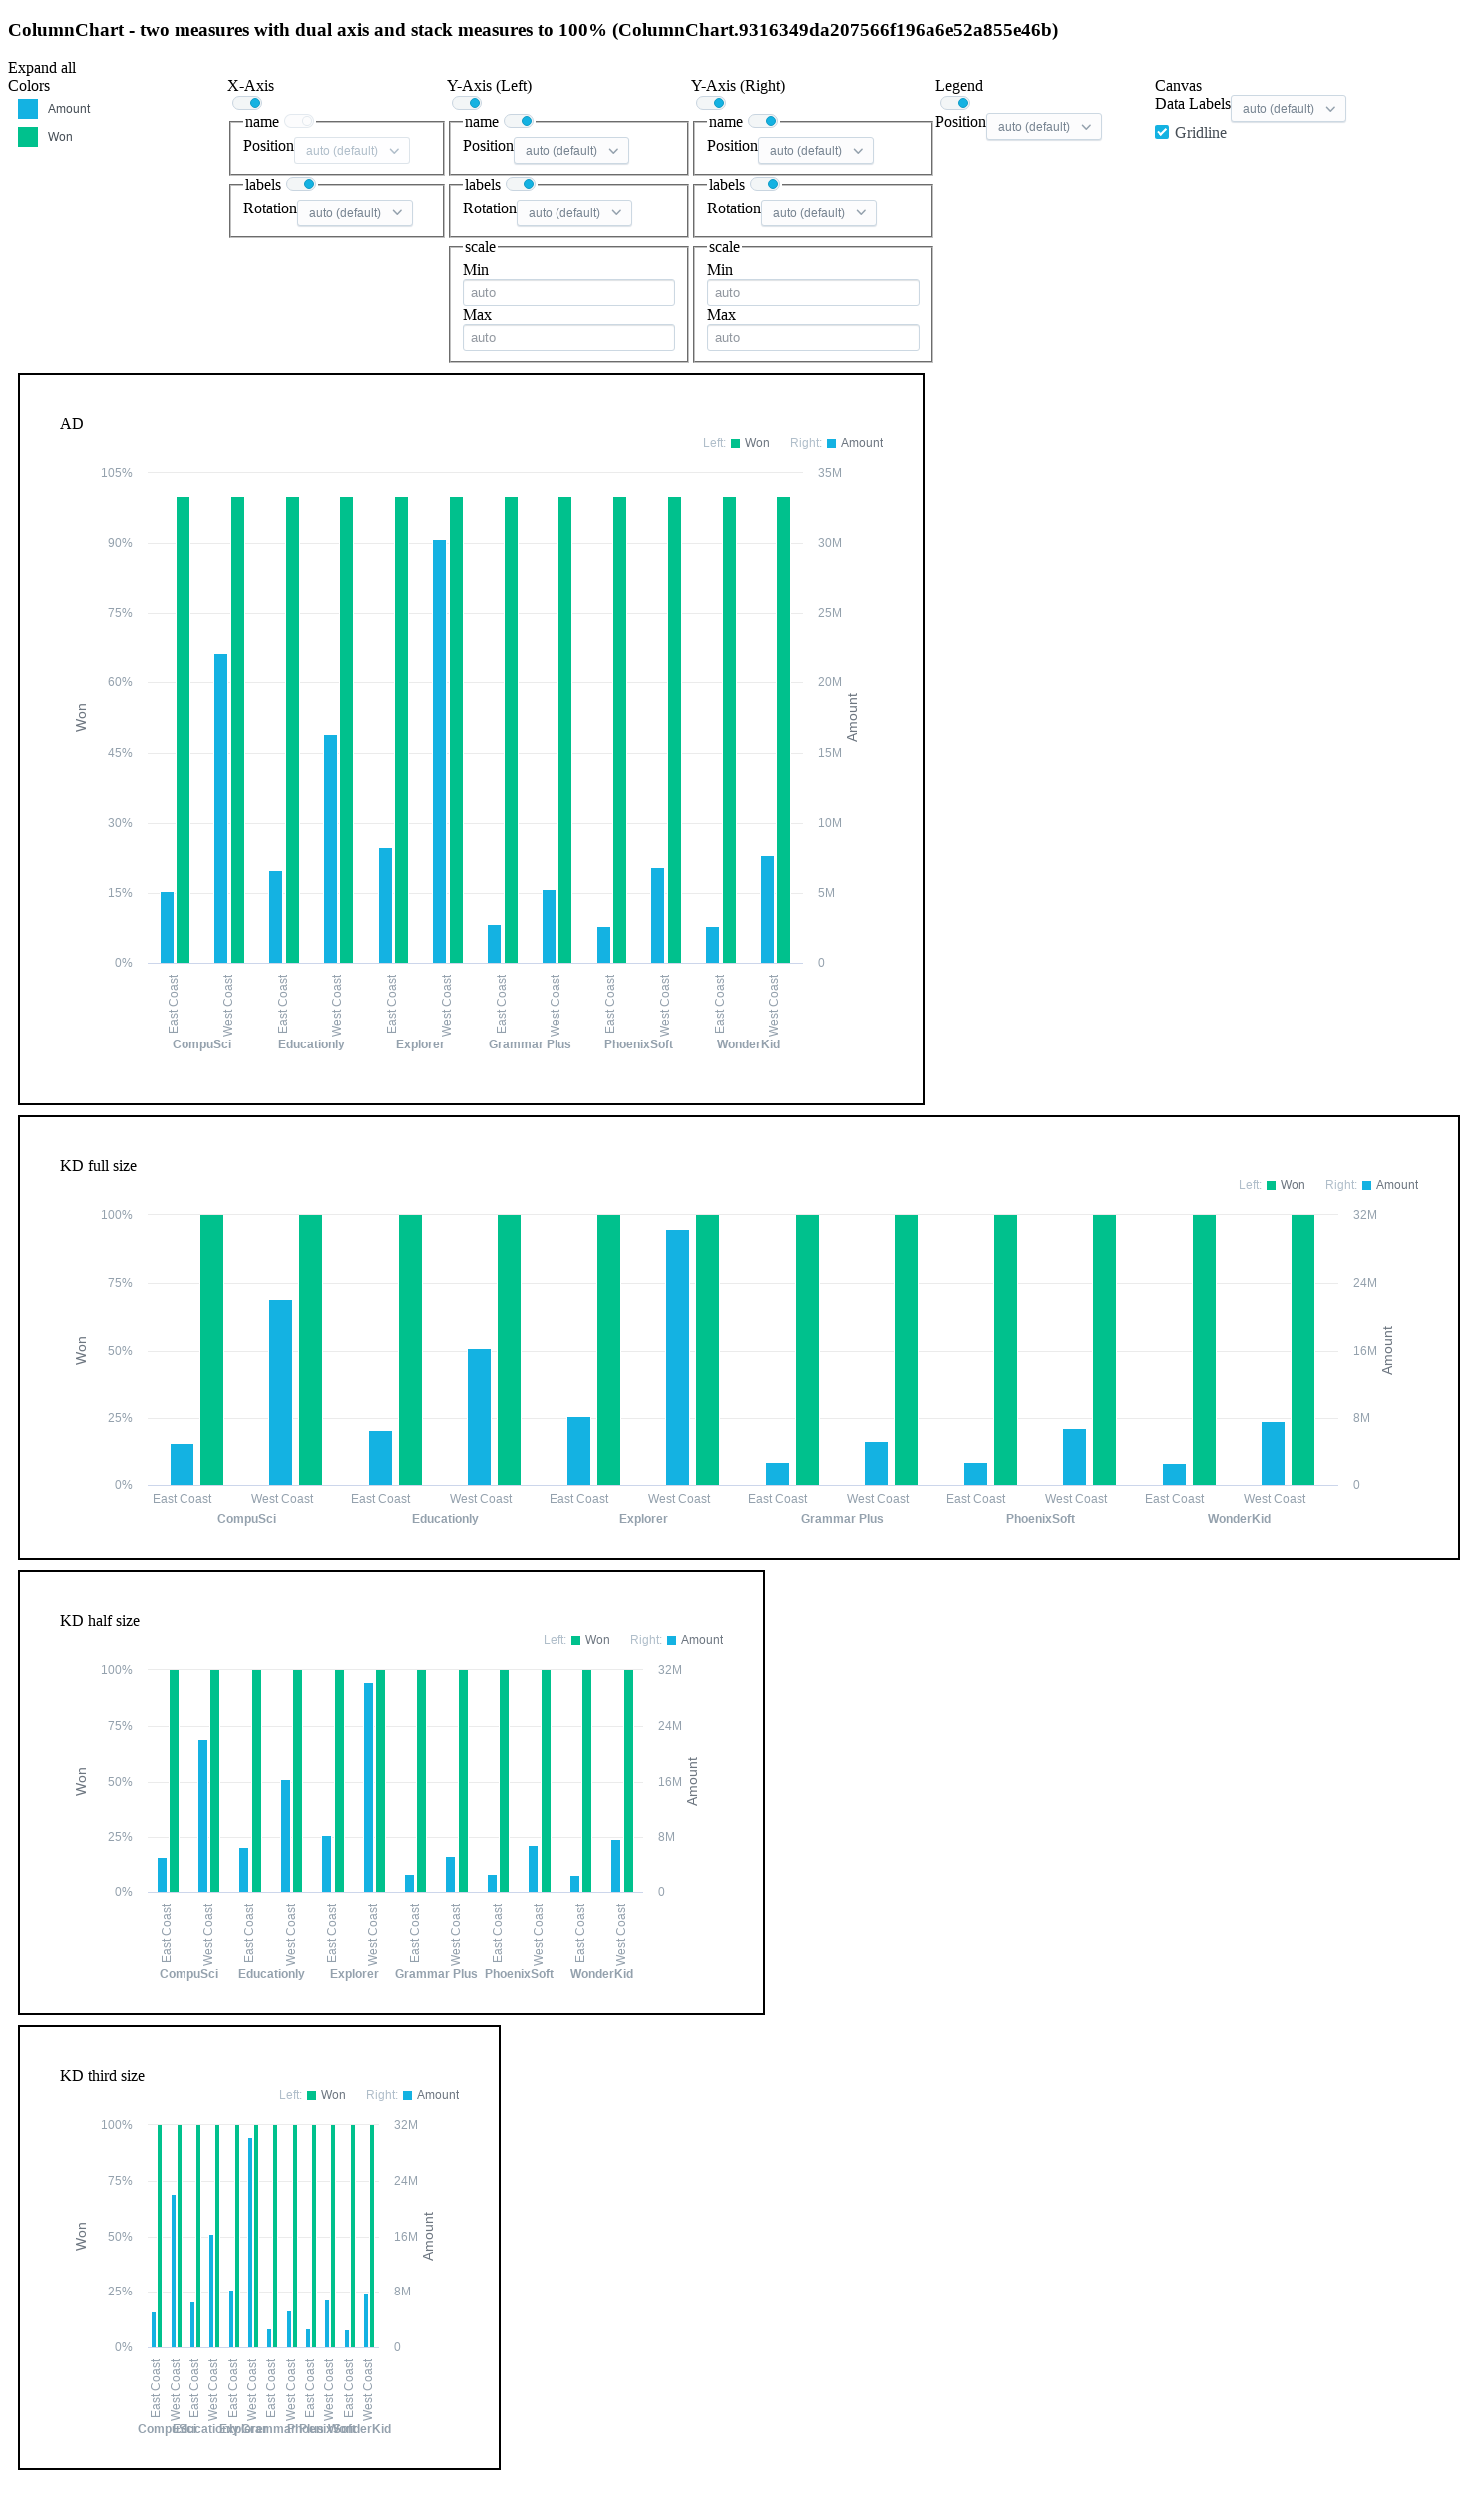 ColumnChart - two measures with dual axis and stack measures to 100% (ColumnChart.9316349da207566f196a6e52a855e46b)
Expand all
Colors X-Axis Y-Axis (Left) Y-Axis (Right) Legend Canvas
Amount
Won
name
Position auto (default)
labels
Rotation auto (default)
name
Position auto (default)
labels
Rotation auto (default)
scale
Min
auto
Max
auto
name
Position auto (default)
labels
Rotation auto (default)
scale
Min
auto
Max
auto
Position auto (default)
Data Labels auto (default)
Gridline
AD
Left: Won Right: Amount
105% 35M
90% 30M
75% 25M
60% 20M
45% 15M
30% 10M
15% 5M
0% 0
Won
Amount
East Coast West Coast East Coast West Coast East Coast West Coast East Coast West Coast East Coast West Coast East Coast West Coast
CompuSci Educationly Explorer Grammar Plus PhoenixSoft WonderKid
KD full size
Left: Won Right: Amount
100% 32M
75% 24M
50% 16M
25% 8M
0% 0
Won
Amount
East Coast West Coast East Coast West Coast East Coast West Coast East Coast West Coast East Coast West Coast East Coast West Coast
CompuSci Educationly Explorer Grammar Plus PhoenixSoft WonderKid
KD half size
Left: Won Right: Amount
100% 32M
75% 24M
50% 16M
25% 8M
0% 0
Won
Amount
East Coast West Coast East Coast West Coast East Coast West Coast East Coast West Coast East Coast West Coast East Coast West Coast
CompuSci Educationly Explorer Grammar Plus PhoenixSoft WonderKid
KD third size
Left: Won Right: Amount
100% 32M
75% 24M
50% 16M
25% 8M
0% 0
Won
Amount
East Coast West Coast East Coast West Coast East Coast West Coast East Coast West Coast East Coast West Coast East Coast West Coast
CompuSci Educationly Explorer Grammar Plus PhoenixSoft WonderKid